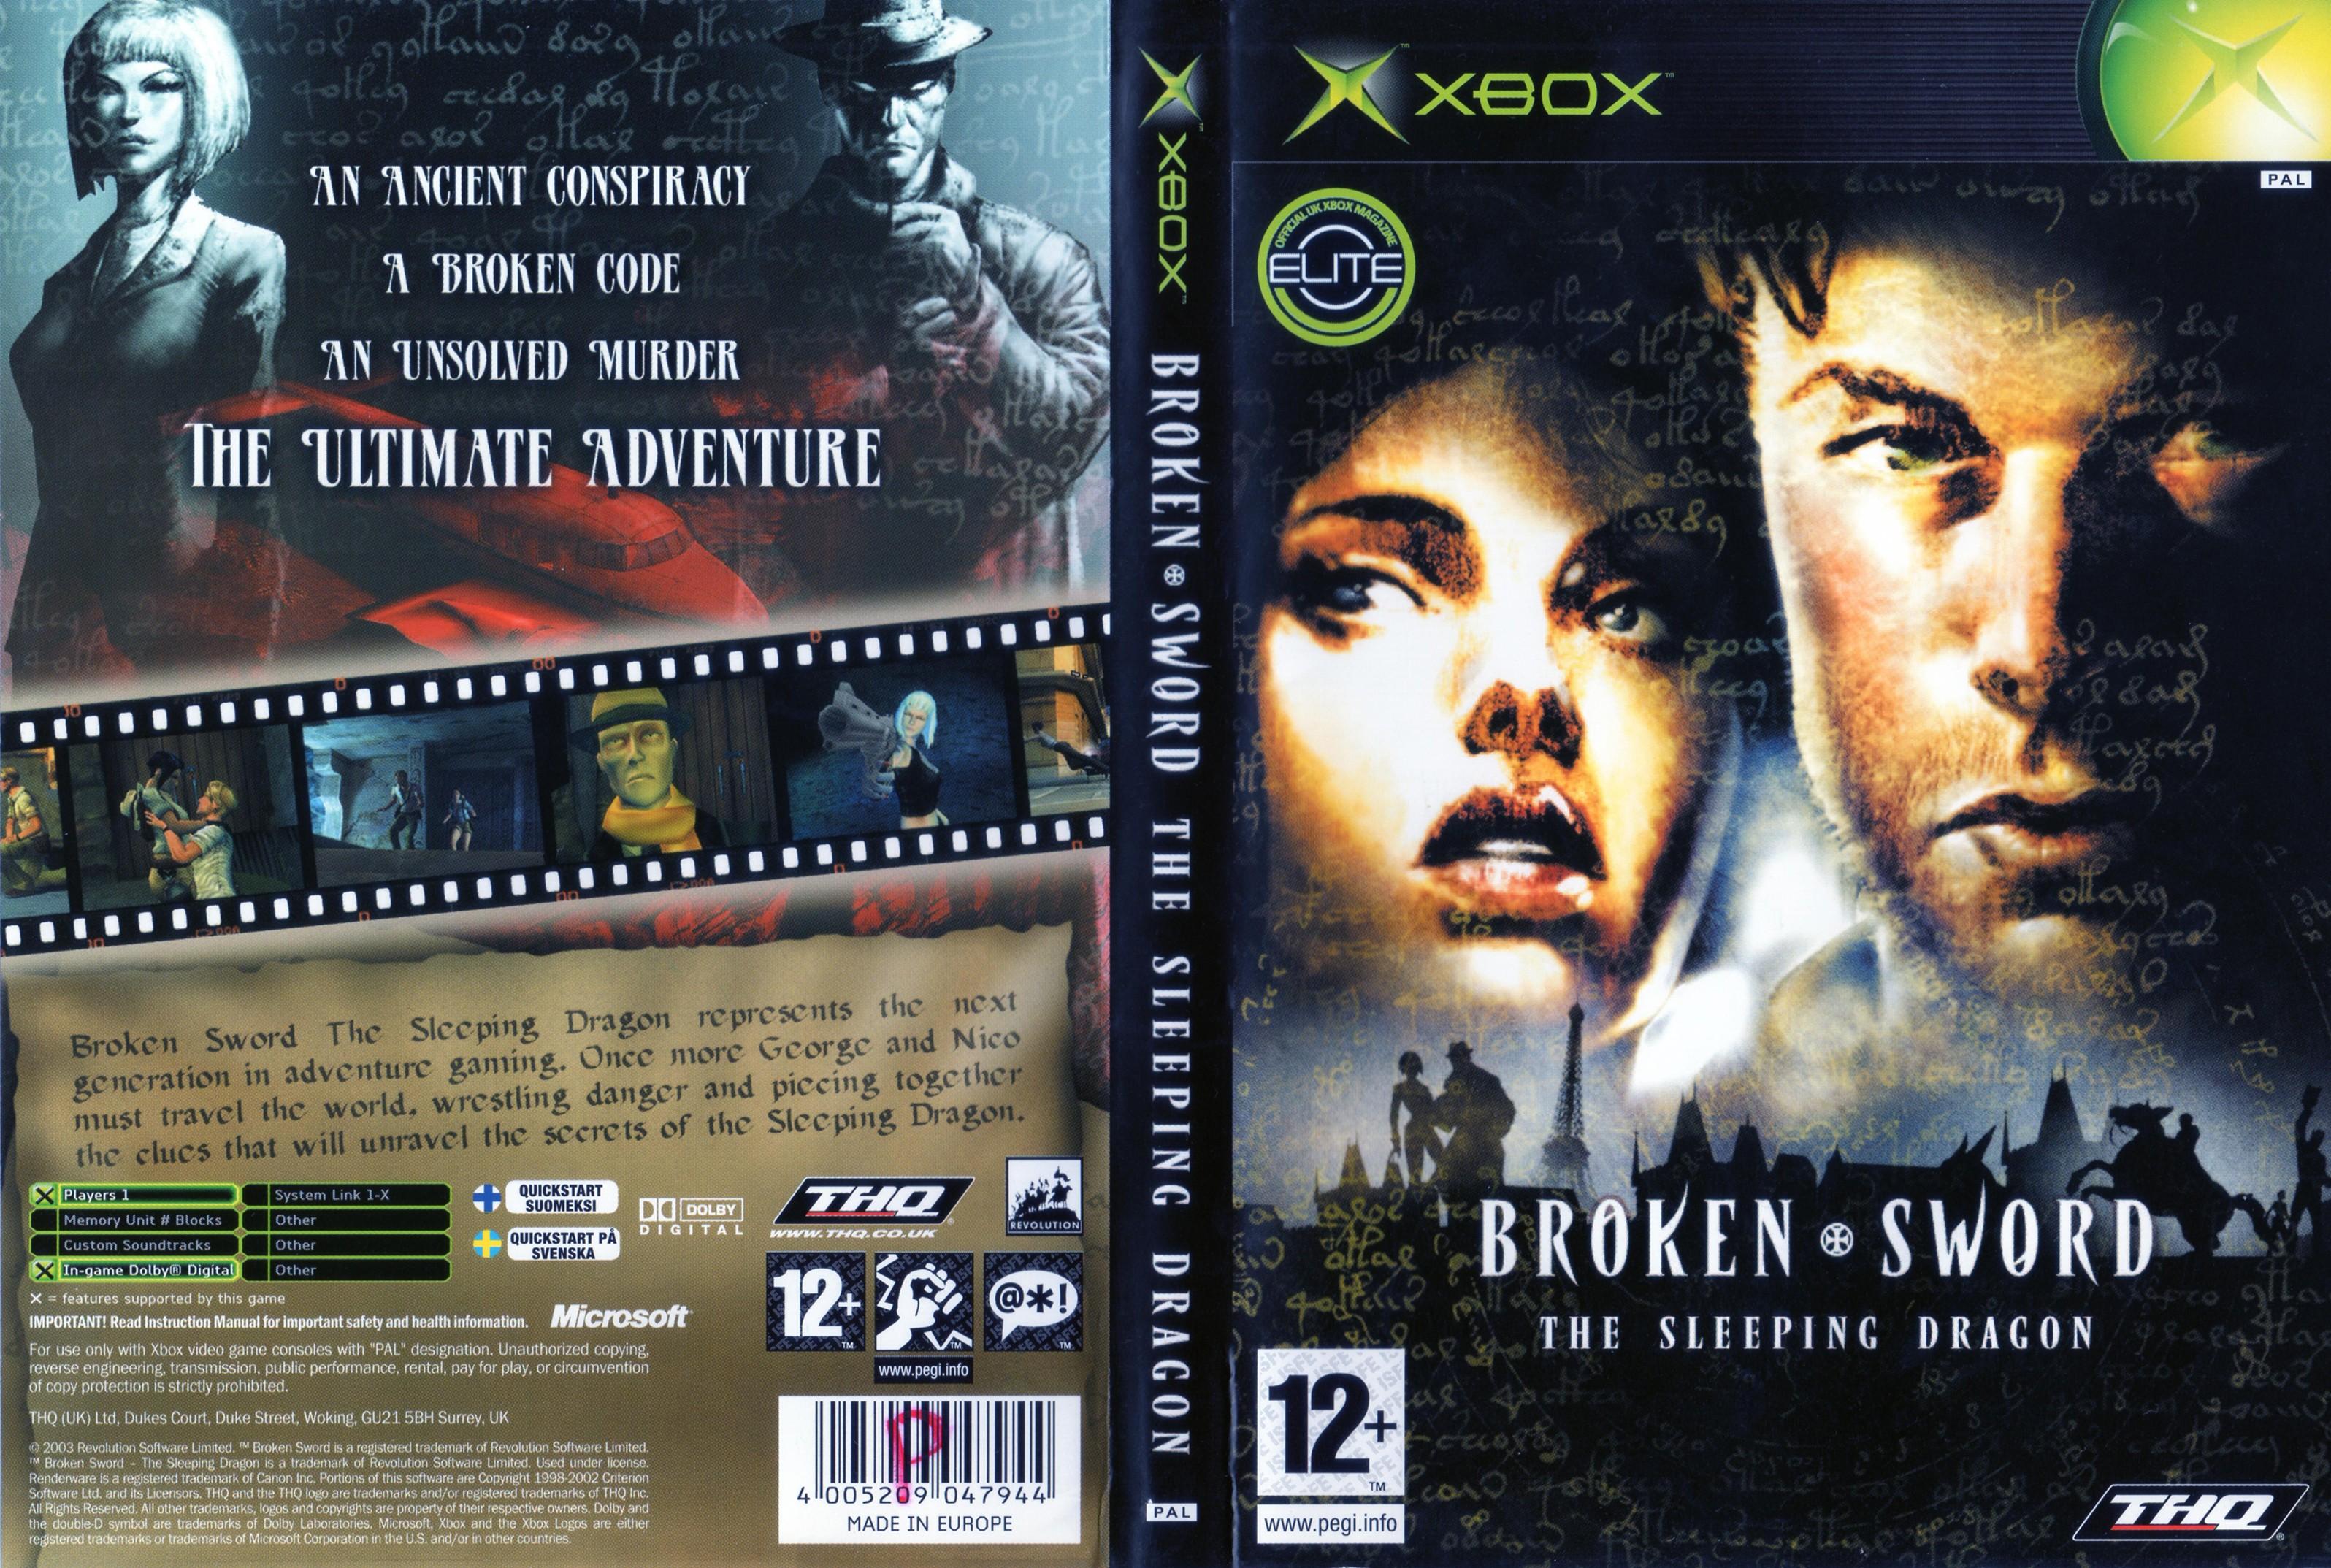 AN ANCIENT CONSPIRACY
A BROKEN CODE
AN UNSOLVED MURDER
THE ULTIMATE ADVENTURE
Broken Sword The Sleeping Dragon represents the next
generation in adventure gaming. Once more George and Nico
must travel the world, wrestling danger and piecing together
the clues that will unravel the secrets of the Sleeping Dragon.
X Players 1
Memory Unit # Blocks
Custom Soundtracks
X In-game Dolby® Digital
System Link 1-X
Other
Other
Other
X = features supported by this game
QUICKSTART
SUOMEKSI
QUICKSTART PÅ
SVENSKA
DOLBY
DIGITAL
THQ®
www.THQ.CO.UK
REVOLUTION
IMPORTANT! Read Instruction Manual for important safety and health information.
Microsoft®
12+™
@*!™
www.pegi.info
For use only with Xbox video game consoles with "PAL" designation. Unauthorized copying,
reverse engineering, transmission, public performance, rental, pay for play, or circumvention
of copy protection is strictly prohibited.
THQ (UK) Ltd, Dukes Court, Duke Street, Woking, GU21 5BH Surrey, UK
© 2003 Revolution Software Limited. ™ Broken Sword is a registered trademark of Revolution Software Limited.
™ Broken Sword – The Sleeping Dragon is a trademark of Revolution Software Limited. Used under license.
Renderware is a registered trademark of Canon Inc. Portions of this software are Copyright 1998-2002 Criterion
Software Ltd. and its Licensors. THQ and the THQ logo are trademarks and/or registered trademarks of THQ Inc.
All Rights Reserved. All other trademarks, logos and copyrights are property of their respective owners. Dolby and
the double-D symbol are trademarks of Dolby Laboratories. Microsoft, Xbox and the Xbox Logos are either
registered trademarks or trademarks of Microsoft Corporation in the U.S. and/or in other countries.
P
4 005209 047944
MADE IN EUROPE
XBOX™
BROKEN SWORD THE SLEEPING DRAGON
PAL
XBOX™
PAL
OFFICIAL UK XBOX MAGAZINE
ELITE
BROKEN SWORD
THE SLEEPING DRAGON
12+™
www.pegi.info
THQ®